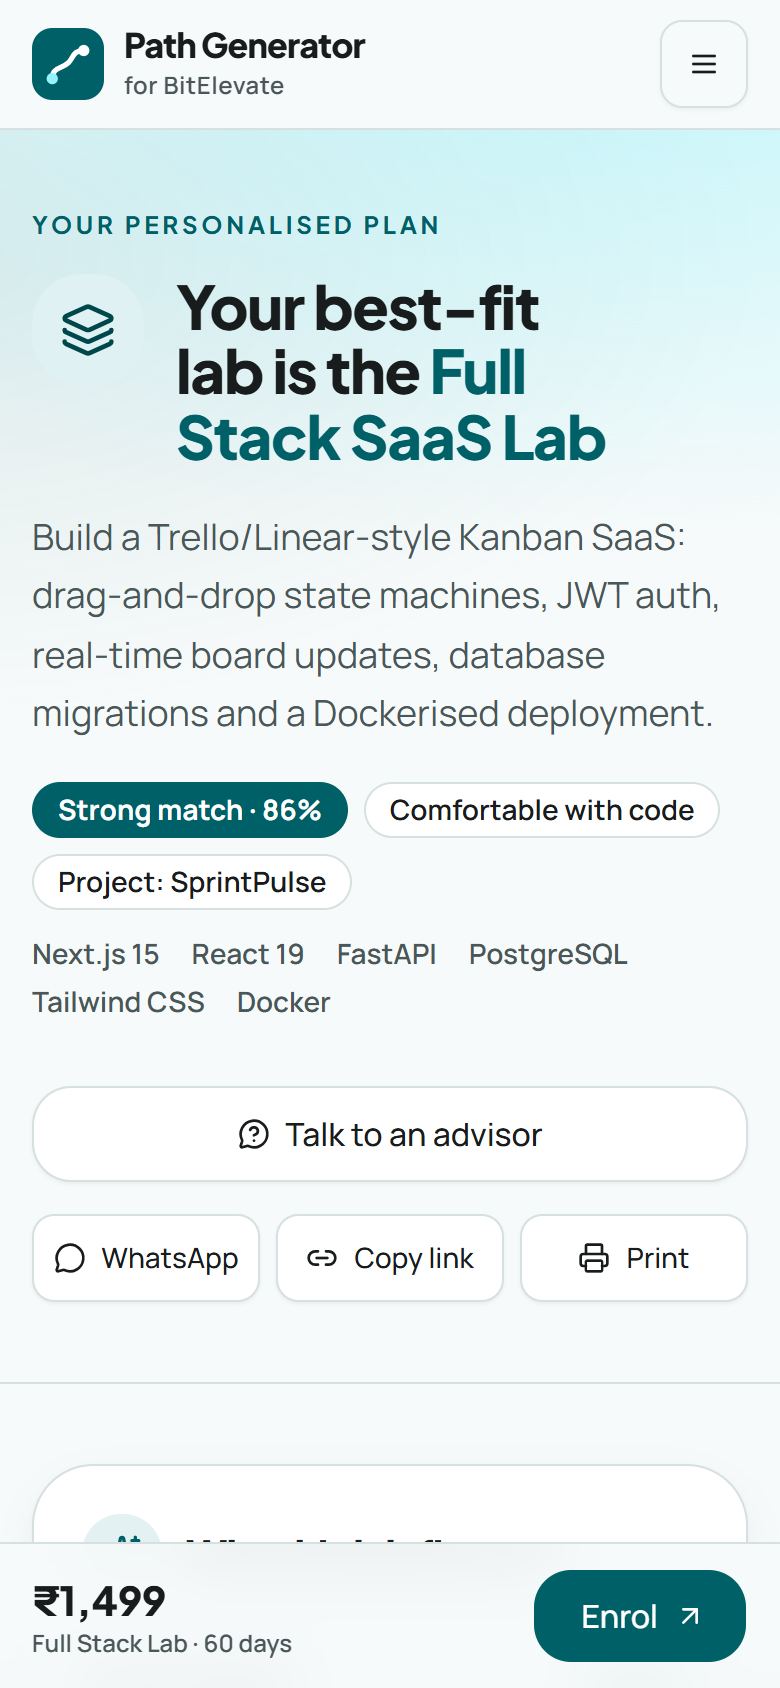 Path Generator
for BitElevate
YOUR PERSONALISED PLAN
Your best-fit
lab is the Full
Stack SaaS Lab
Build a Trello/Linear-style Kanban SaaS:
drag-and-drop state machines, JWT auth,
real-time board updates, database
migrations and a Dockerised deployment.
Strong match · 86%
Comfortable with code
Project: SprintPulse
Next.js 15 React 19 FastAPI PostgreSQL
Tailwind CSS Docker
Talk to an advisor
WhatsApp
Copy link
Print
₹1,499
Full Stack Lab · 60 days
Enrol